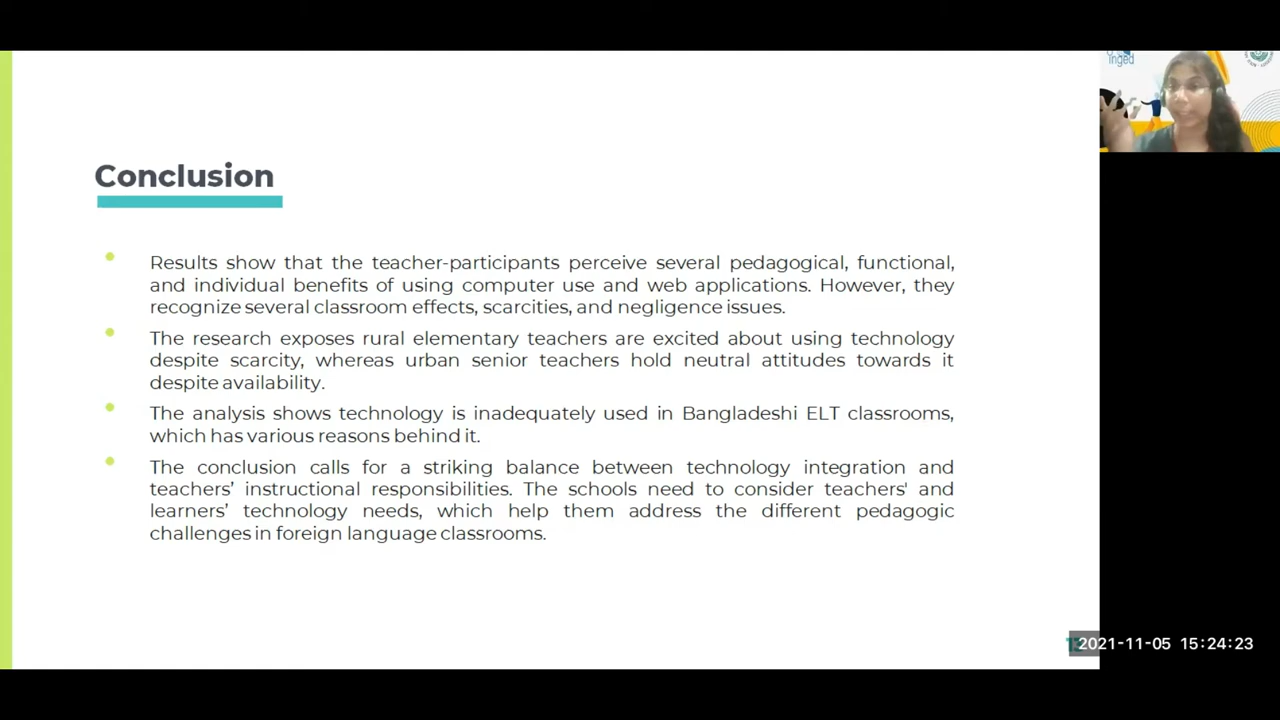 inged
Conclusion
Results show that the teacher-participants perceive several pedagogical, functional,
and individual benefits of using computer use and web applications. However, they
recognize several classroom effects, scarcities, and negligence issues.
The research exposes rural elementary teachers are excited about using technology
despite scarcity, whereas urban senior teachers hold neutral attitudes towards it
despite availability.
The analysis shows technology is inadequately used in Bangladeshi ELT classrooms,
which has various reasons behind it.
The conclusion calls for a striking balance between technology integration and
teachers’ instructional responsibilities. The schools need to consider teachers' and
learners’ technology needs, which help them address the different pedagogic
challenges in foreign language classrooms.
2021-11-05 15:24:23